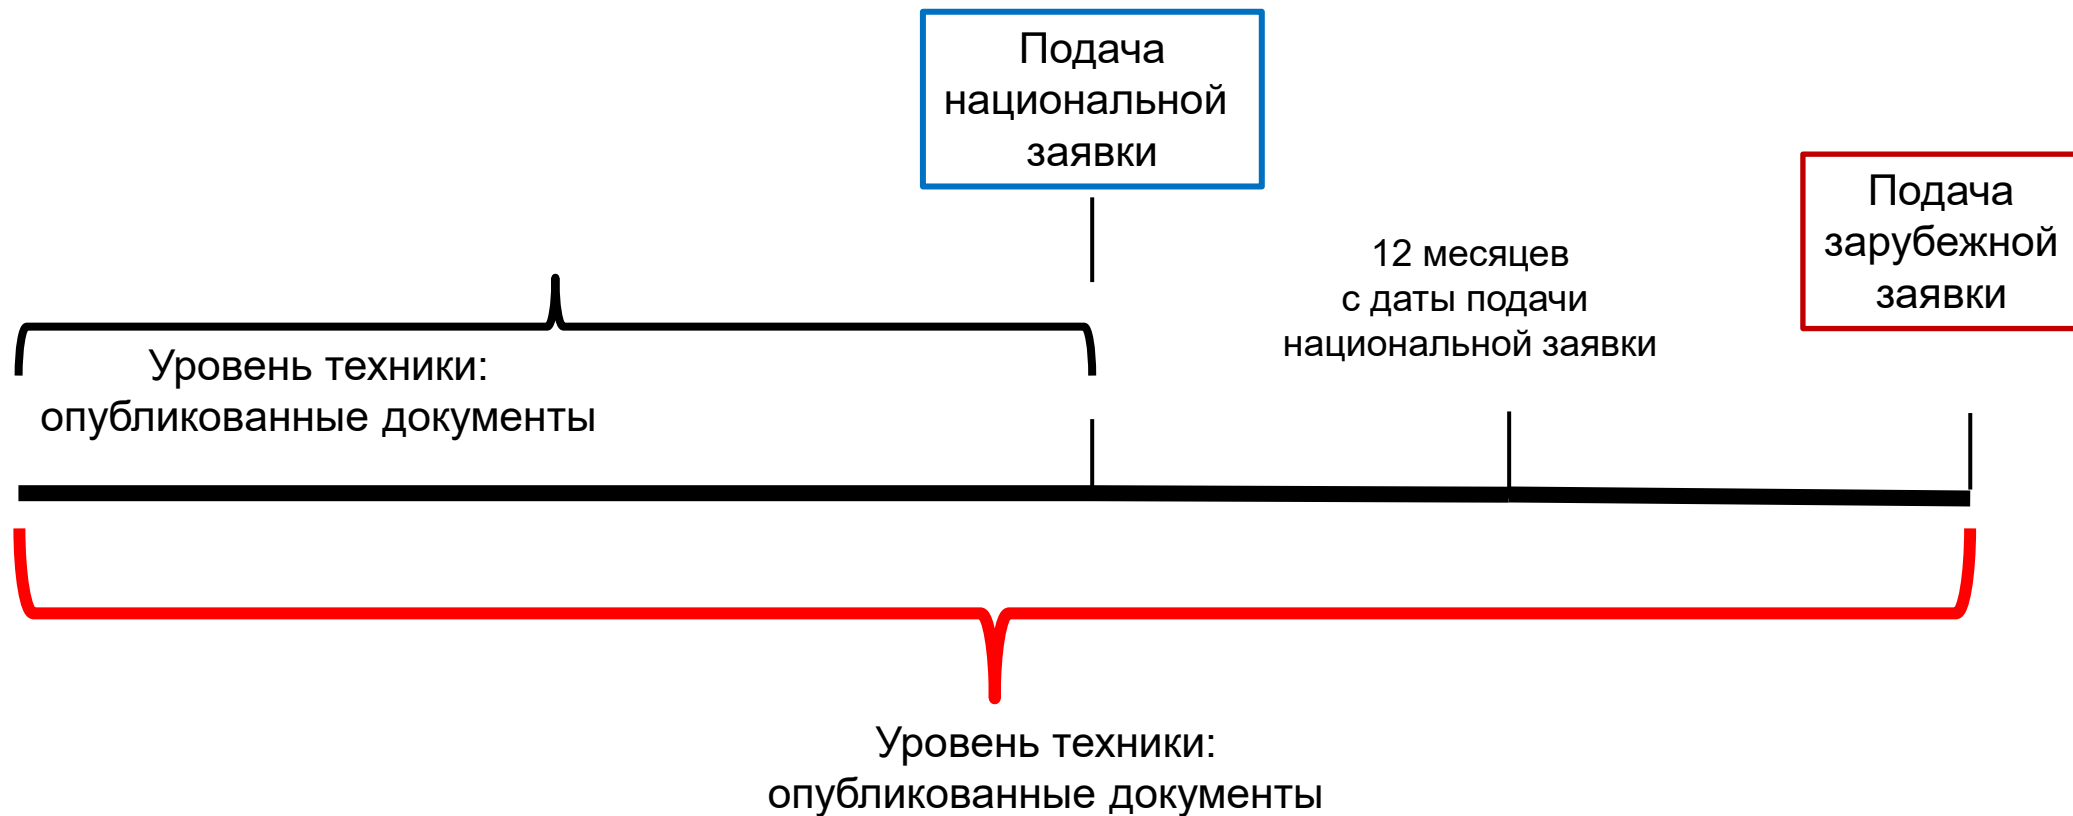 Подача
национальной
заявки
Подача
зарубежной
заявки
12 месяцев
с даты подачи
национальной заявки
Уровень техники:
опубликованные документы
Уровень техники:
опубликованные документы